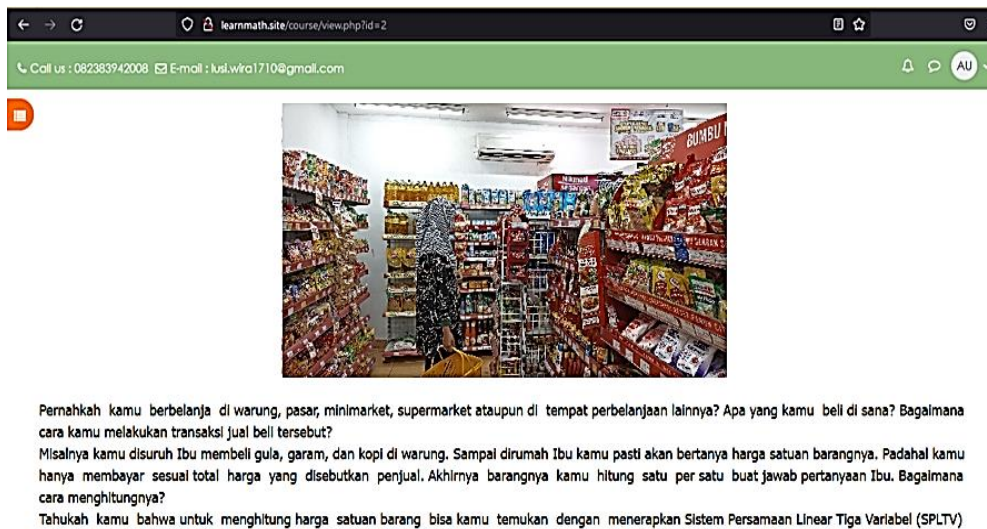 learnmath.site/course/view.php?id=2
Call us : 082383942008 E-mail : lusi.wira1710@gmail.com
AU
BUMBU
Pernahkah kamu berbelanja di warung, pasar, minimarket, supermarket ataupun di tempat perbelanjaan lainnya? Apa yang kamu beli di sana? Bagaimana
cara kamu melakukan transaksi jual beli tersebut?
Misalnya kamu disuruh Ibu membeli gula, garam, dan kopi di warung. Sampai dirumah Ibu kamu pasti akan bertanya harga satuan barangnya. Padahal kamu
hanya membayar sesuai total harga yang disebutkan penjual. Akhirnya barangnya kamu hitung satu per satu buat jawab pertanyaan Ibu. Bagaimana
cara menghitungnya?
Tahukah kamu bahwa untuk menghitung harga satuan barang bisa kamu temukan dengan menerapkan Sistem Persamaan Linear Tiga Variabel (SPLTV)